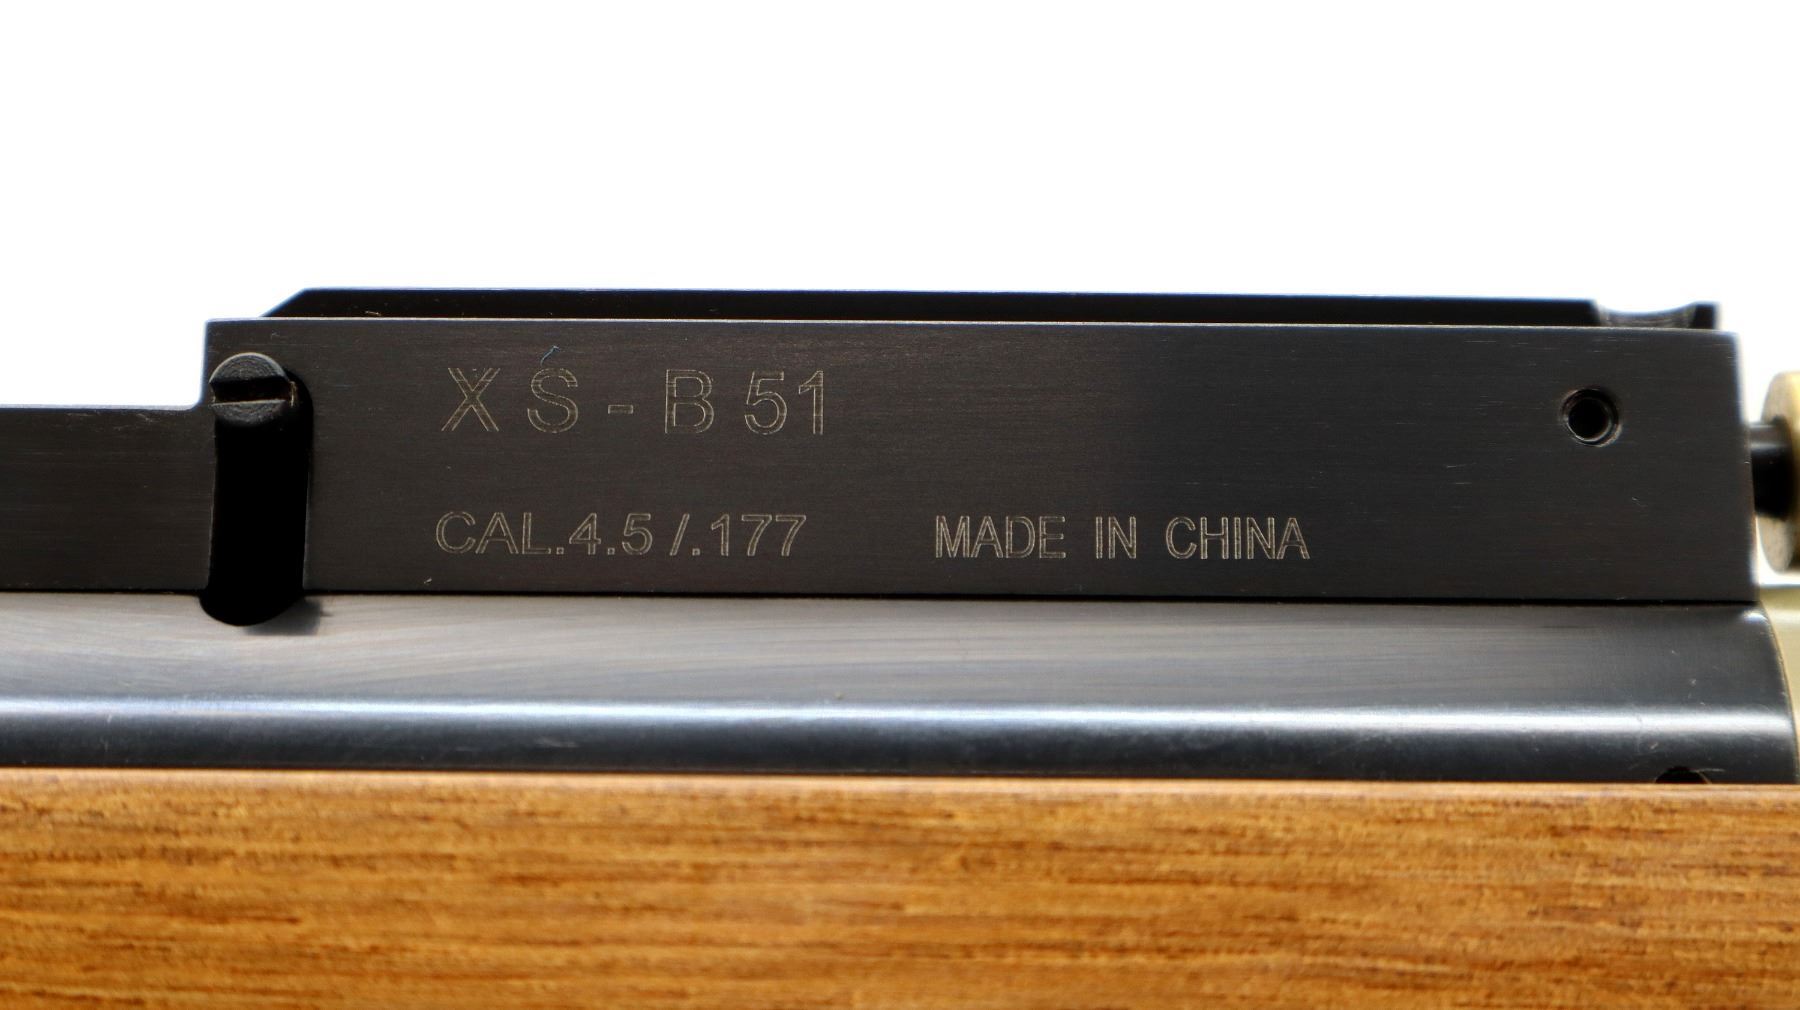 XS-B51
CAL.4.5/.177 MADE IN CHINA